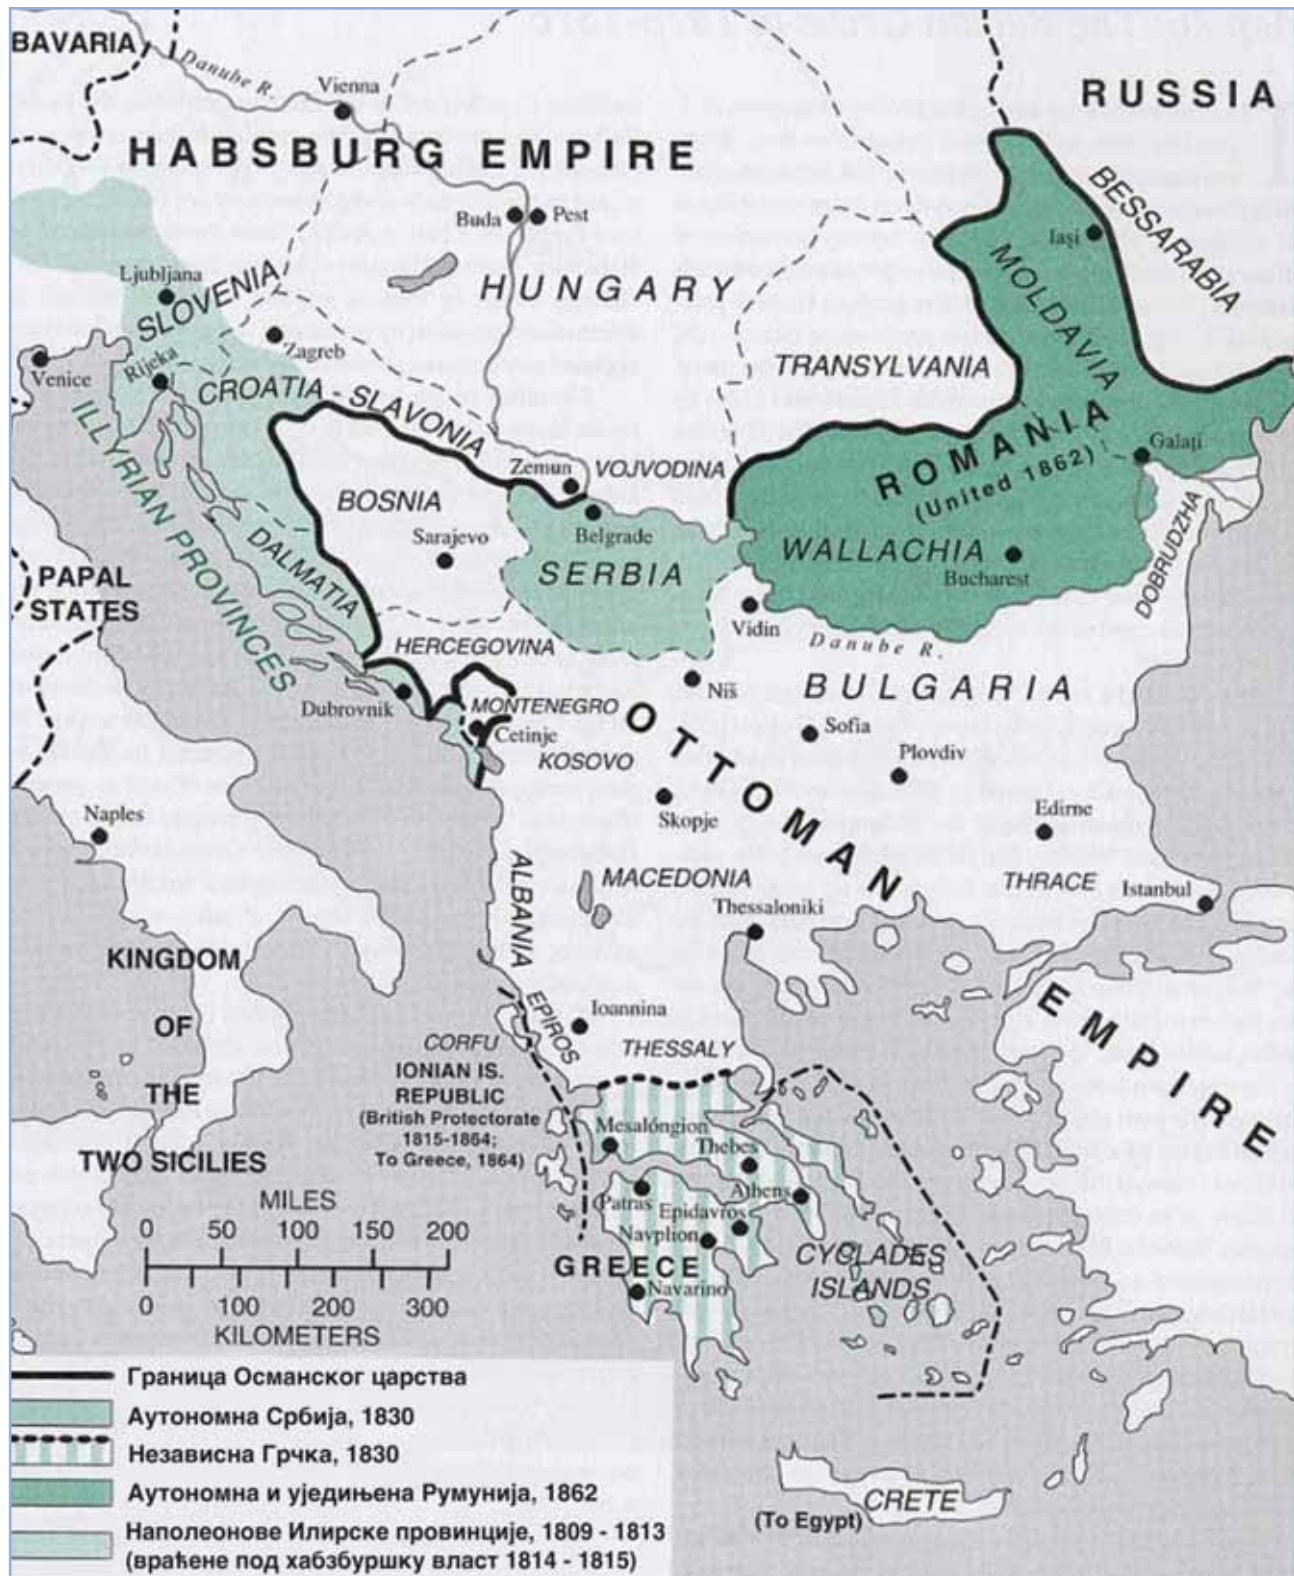 BAVARIA
Danube R.
Vienna
RUSSIA
HABSBURG EMPIRE
BESSARABIA
Buda
Pest
Iaşi
MOLDAVIA
Ljubljana
SLOVENIA
HUNGARY
Zagreb
Venice
Rijeka
CROATIA
SLAVONIA
TRANSYLVANIA
ILLYRIAN PROVINCES
ROMANIA
(United 1862)
Galaţi
Zemun
VOJVODINA
BOSNIA
Sarajevo
Belgrade
DALMATIA
SERBIA
WALLACHIA
Bucharest
DOBRUDZHA
PAPAL
STATES
Vidin
Danube R.
HERCEGOVINA
Dubrovnik
MONTENEGRO
Cetinje
Niš
BULGARIA
Sofia
KOSOVO
Plovdiv
OTTOMAN
Skopje
Naples
Edirne
ALBANIA
MACEDONIA
THRACE
Istanbul
Thessaloniki
KINGDOM
OF
THE
TWO SICILIES
EMPIRE
EPIROS
Ioannina
CORFU
THESSALY
IONIAN IS.
REPUBLIC
(British Protectorate
1815-1864;
To Greece, 1864)
Mesalóngion
Thebes
Patras
Athens
Epidavros
Navplion
GREECE
Navarino
CYCLADES
ISLANDS
MILES
0 50 100 150 200
0 100 200 300
KILOMETERS
CRETE
(To Egypt)
Граница Османског царства
Аутономна Србија, 1830
Независна Грчка, 1830
Аутономна и уједињена Румунија, 1862
Наполеонове Илирске провинције, 1809 - 1813
(враћене под хабзбуршку власт 1814 - 1815)